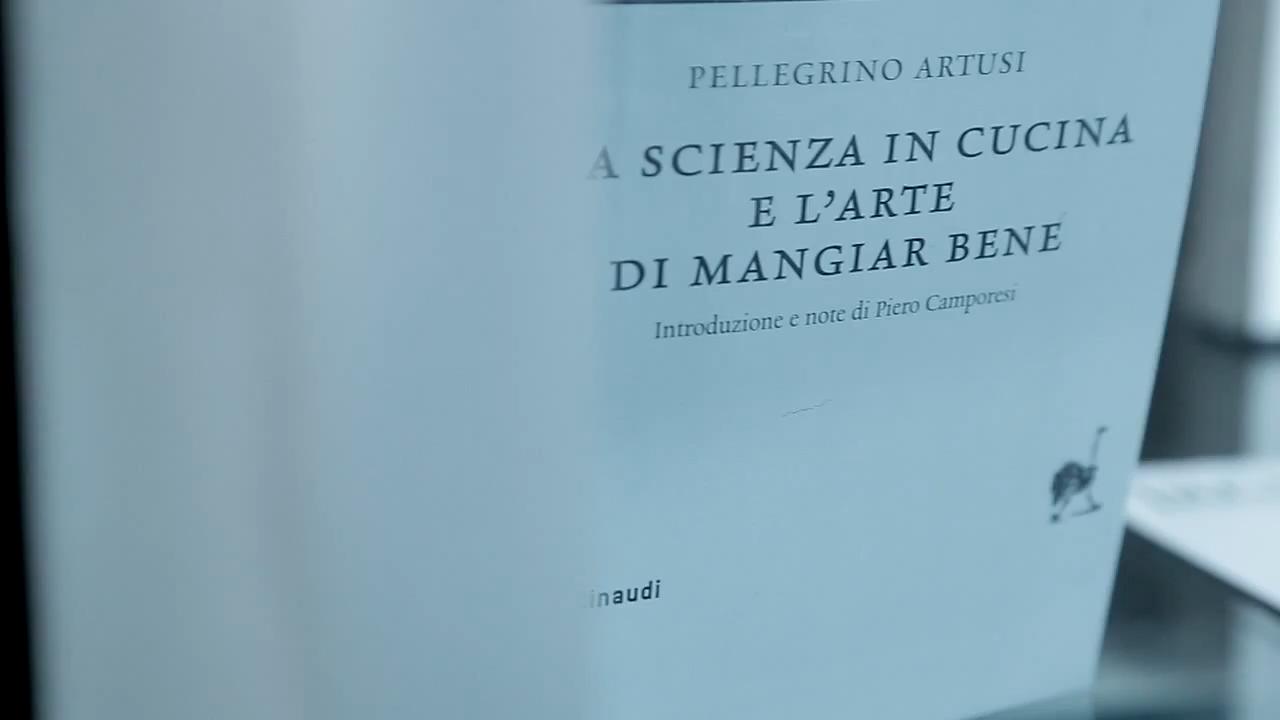 PELLEGRINO ARTUSI
A SCIENZA IN CUCINA
E L'ARTE
DI MANGIAR BENE
Introduzione e note di Piero Camporesi
inaudi